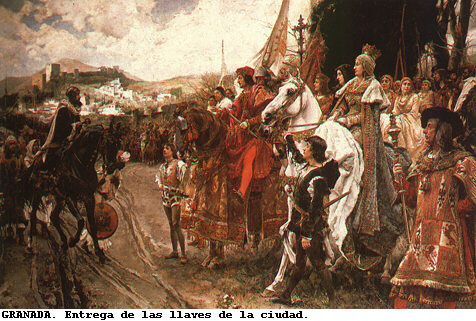 GRANADA. Entrega de las llaves de la ciudad.